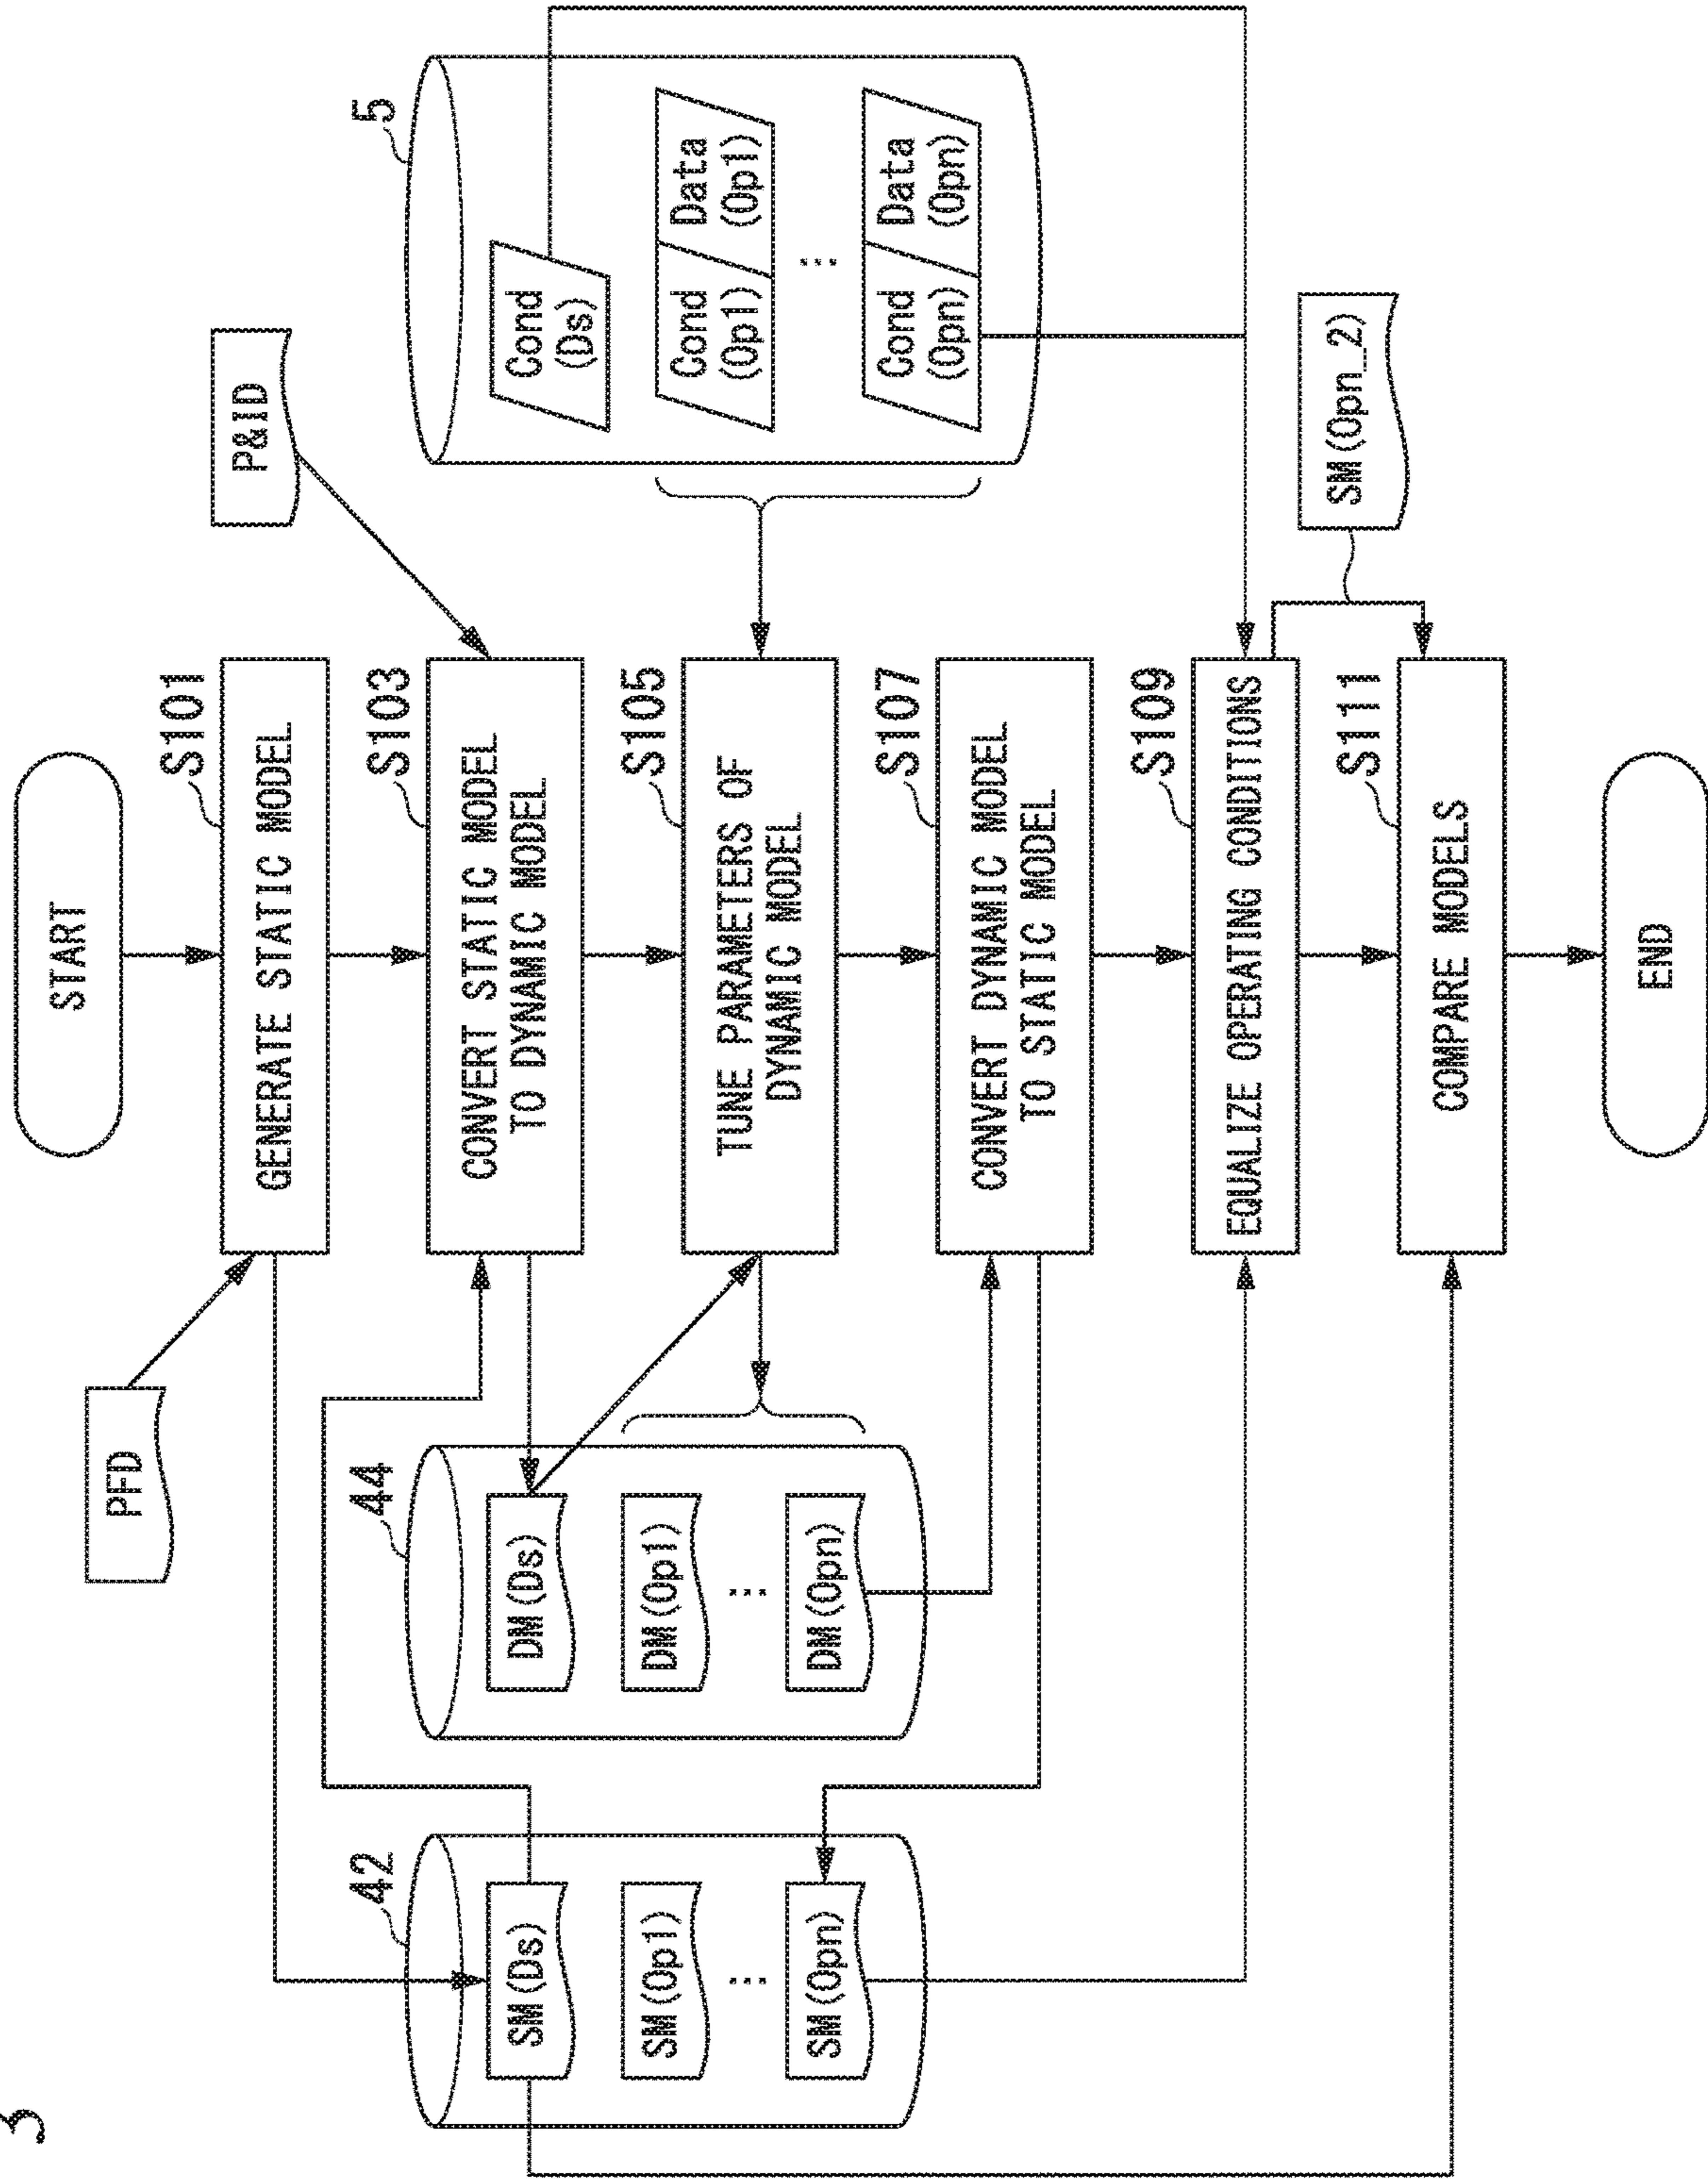 3
START
S101
GENERATE STATIC MODEL
PFD
P&ID
S103
CONVERT STATIC MODEL
TO DYNAMIC MODEL
S105
TUNE PARAMETERS OF
DYNAMIC MODEL
S107
CONVERT DYNAMIC MODEL
TO STATIC MODEL
S109
EQUALIZE OPERATING CONDITIONS
S111
COMPARE MODELS
END
42
SM(Ds)
SM(Op1)
...
SM(Opn)
44
DM(Ds)
DM(Op1)
...
DM(Opn)
5
Cond
(Ds)
Cond
(Op1)
Data
(Op1)
...
Cond
(Opn)
Data
(Opn)
SM(Opn_2)